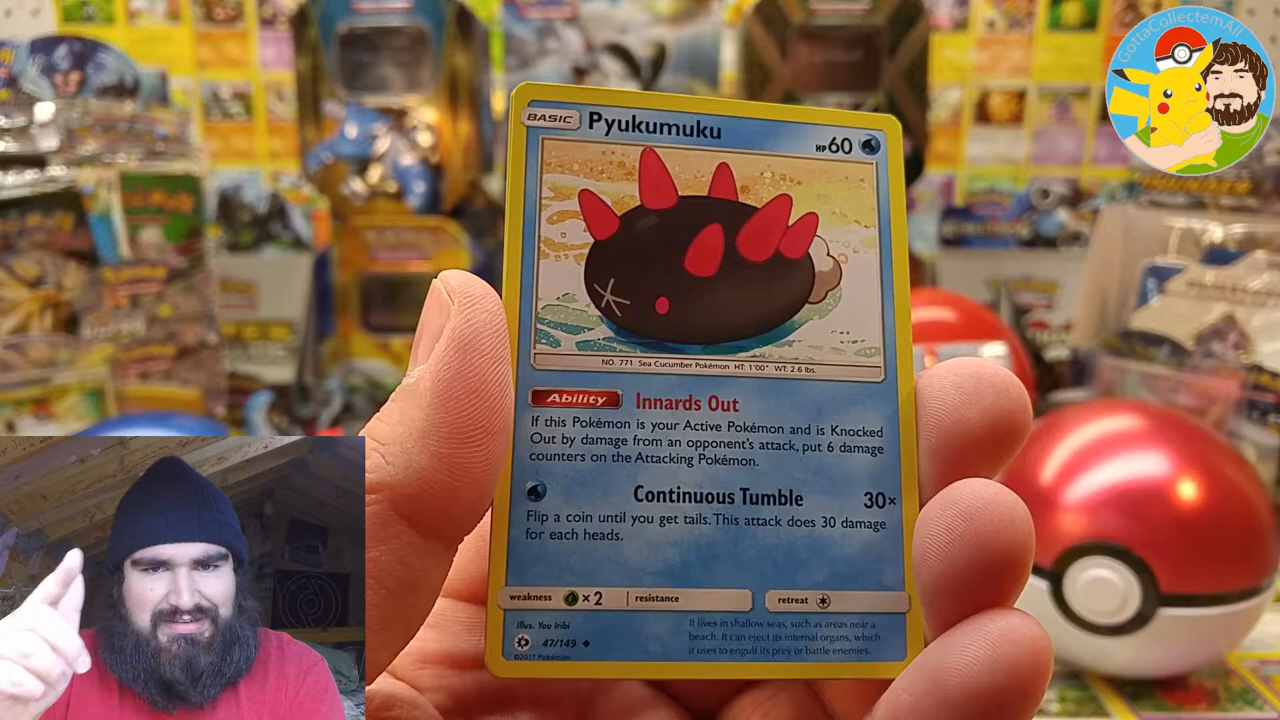 GottaCollectemAll
BASIC Pyukumuku HP 60
NO. 771 Sea Cucumber Pokémon HT: 1'00" WT: 2.6 lbs.
Ability Innards Out
If this Pokémon is your Active Pokémon and is Knocked
Out by damage from an opponent's attack, put 6 damage
counters on the Attacking Pokémon.
Continuous Tumble 30×
Flip a coin until you get tails. This attack does 30 damage
for each heads.
weakness ×2 resistance retreat
Illus. You Iribi
47/149
©2017 Pokémon
It lives in shallow seas, such as areas near a
beach. It can eject its internal organs, which
it uses to engulf its prey or battle enemies.